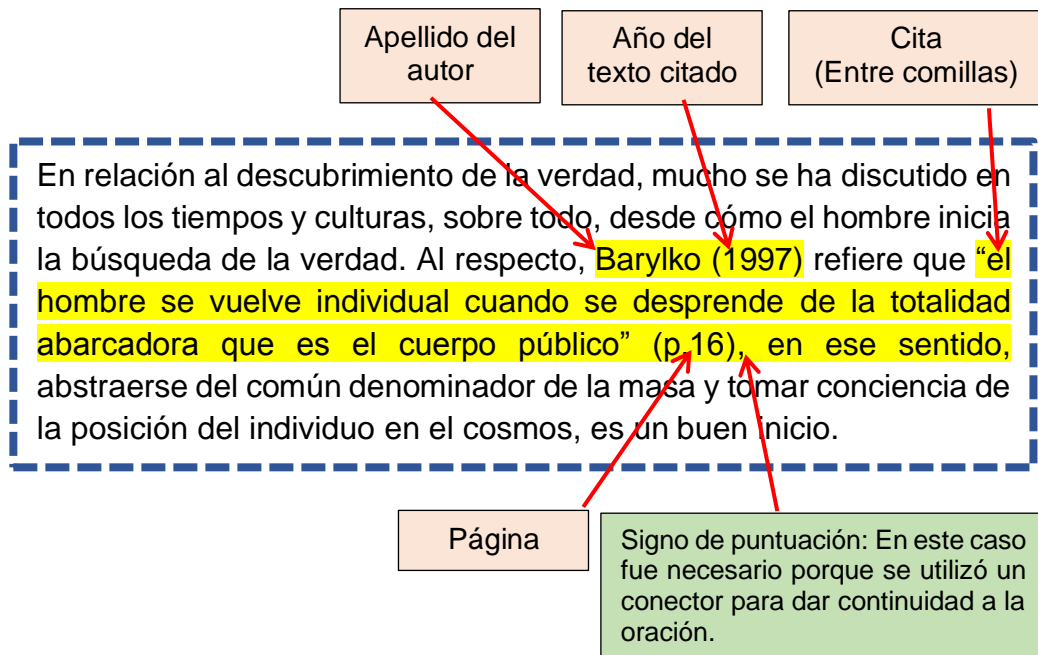 Apellido del
autor
Año del
texto citado
Cita
(Entre comillas)
En relación al descubrimiento de la verdad, mucho se ha discutido en
todos los tiempos y culturas, sobre todo, desde cómo el hombre inicia
la búsqueda de la verdad. Al respecto, Barylko (1997) refiere que “el
hombre se vuelve individual cuando se desprende de la totalidad
abarcadora que es el cuerpo público” (p.16), en ese sentido,
abstraerse del común denominador de la masa y tomar conciencia de
la posición del individuo en el cosmos, es un buen inicio.
Página
Signo de puntuación: En este caso
fue necesario porque se utilizó un
conector para dar continuidad a la
oración.